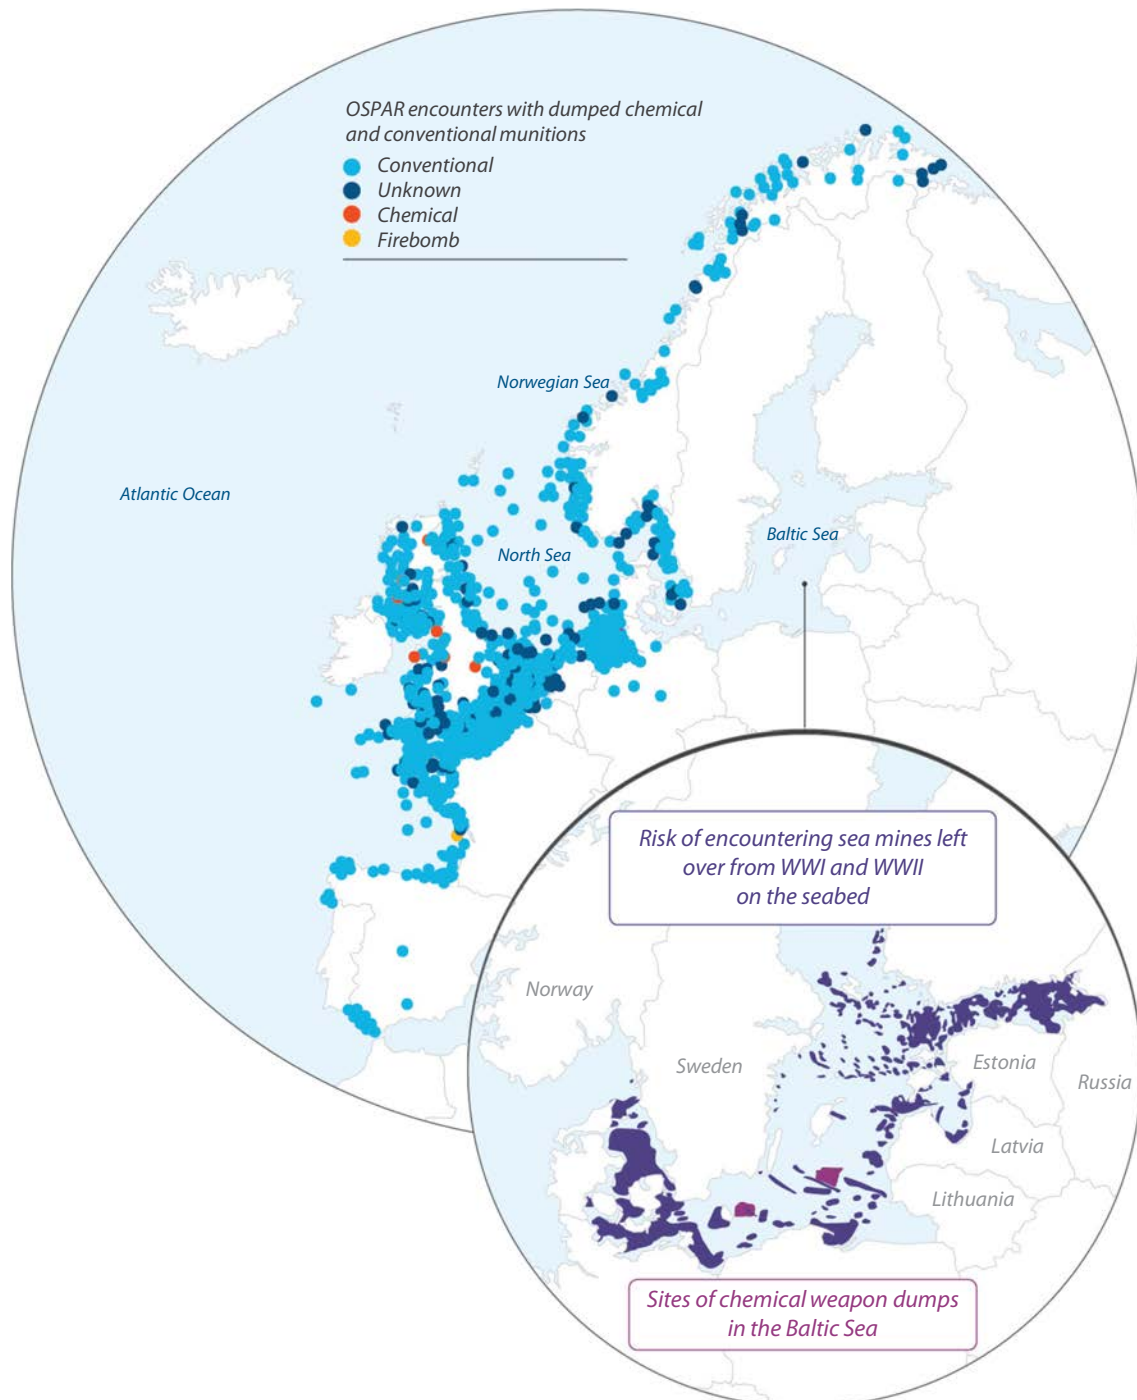 OSPAR encounters with dumped chemical
and conventional munitions
Conventional
Unknown
Chemical
Firebomb
Norwegian Sea
Atlantic Ocean
North Sea
Baltic Sea
Risk of encountering sea mines left
over from WWI and WWII
on the seabed
Norway
Sweden
Estonia
Russia
Latvia
Lithuania
Sites of chemical weapon dumps
in the Baltic Sea